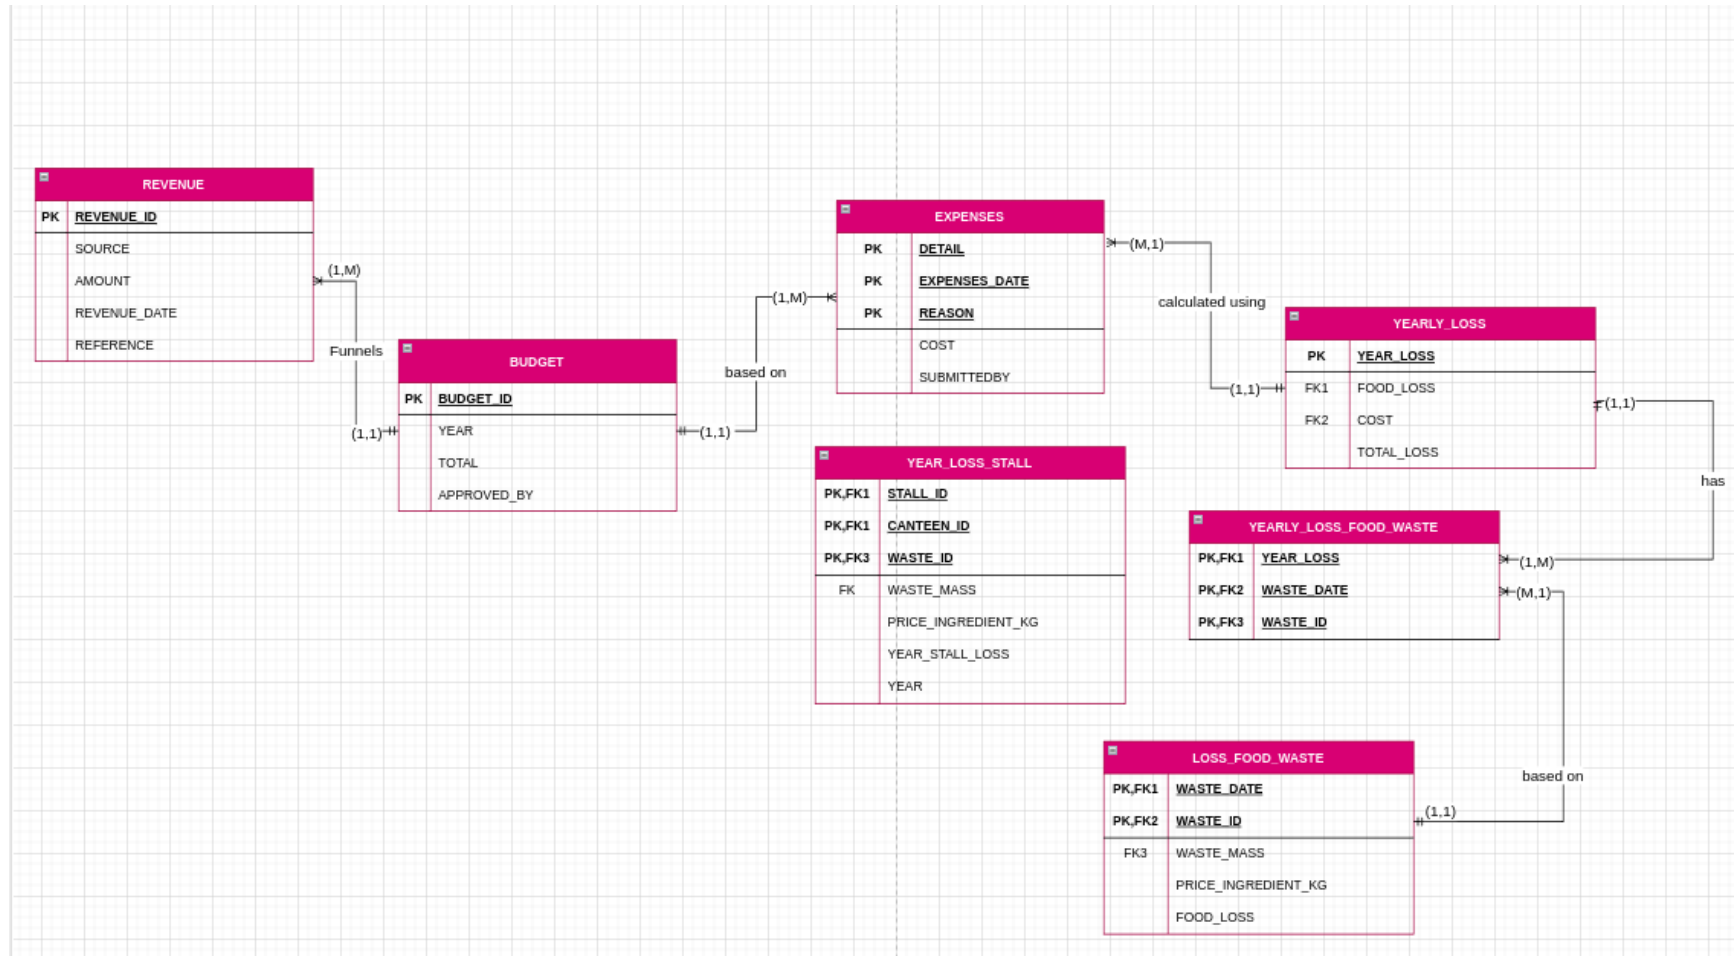 REVENUE
PK REVENUE_ID
SOURCE
AMOUNT
REVENUE_DATE
REFERENCE
(1,M)
Funnels
(1,1)
BUDGET
PK BUDGET_ID
YEAR
TOTAL
APPROVED_BY
(1,1)
based on
(1,M)
EXPENSES
PK DETAIL
PK EXPENSES_DATE
PK REASON
COST
SUBMITTEDBY
(M,1)
calculated using
(1,1)
YEARLY_LOSS
PK YEAR_LOSS
FK1 FOOD_LOSS
FK2 COST
TOTAL_LOSS
(1,1)
has
(1,M)
YEAR_LOSS_STALL
PK,FK1 STALL_ID
PK,FK1 CANTEEN_ID
PK,FK3 WASTE_ID
FK WASTE_MASS
PRICE_INGREDIENT_KG
YEAR_STALL_LOSS
YEAR
YEARLY_LOSS_FOOD_WASTE
PK,FK1 YEAR_LOSS
PK,FK2 WASTE_DATE
PK,FK3 WASTE_ID
(M,1)
based on
(1,1)
LOSS_FOOD_WASTE
PK,FK1 WASTE_DATE
PK,FK2 WASTE_ID
FK3 WASTE_MASS
PRICE_INGREDIENT_KG
FOOD_LOSS